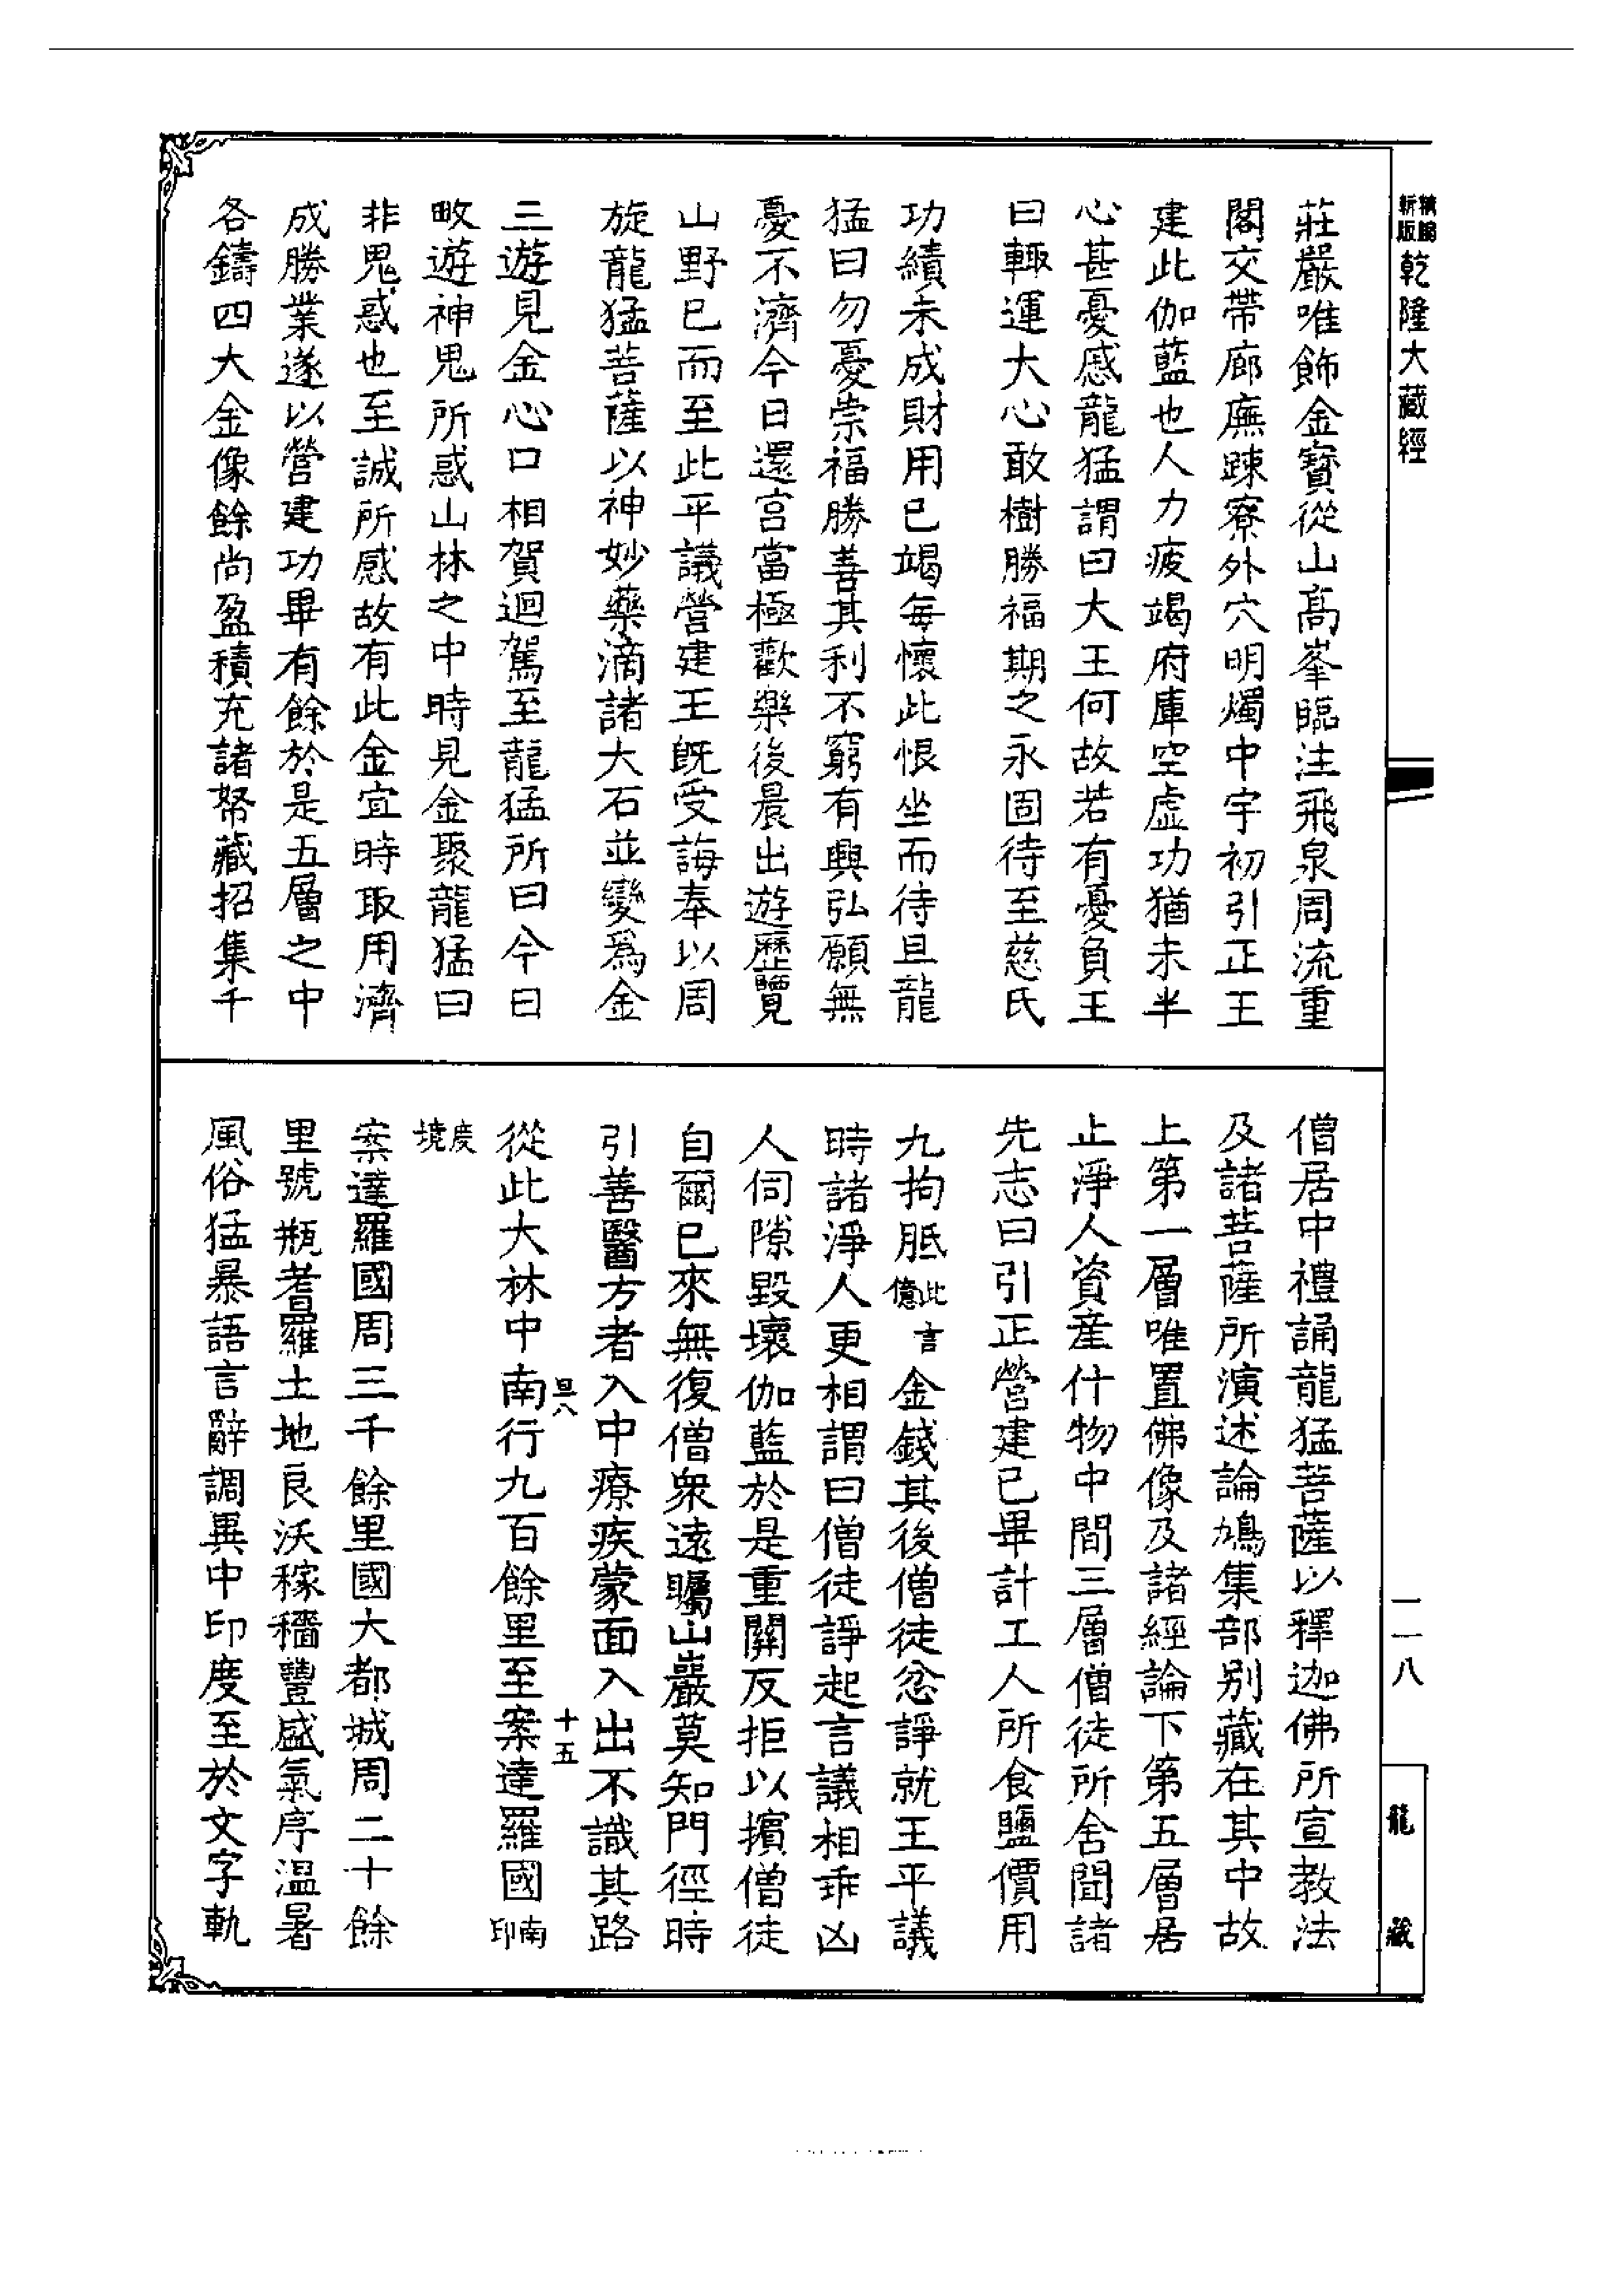 精鵰
新版
乾隆大藏經
莊嚴唯飾金寶從山高峯臨注飛泉周流重
閣交帶廊廡踈寮外穴明燭中宇初引正王
建此伽藍也人力疲竭府庫空虛功猶未半
心甚憂慼龍猛謂曰大王何故若有憂負王
曰輙運大心敢樹勝福期之永固待至慈氏
功績未成財用已竭每懷此恨坐而待旦龍
猛曰勿憂崇福勝善其利不窮有興弘願無
憂不濟今日還宮當極歡樂後晨出遊歷覽
山野已而至此平議營建王旣受誨奉以周
旋龍猛菩薩以神妙藥滴諸大石並變爲金
王遊見金心口相賀迴駕至龍猛所曰今日
畋遊神鬼所惑山林之中時見金聚龍猛曰
非鬼惑也至誠所感故有此金宜時取用濟
成勝業遂以營建功畢有餘於是五層之中
各鑄四大金像餘尚盈積充諸帑藏招集千
僧居中禮誦龍猛菩薩以釋迦佛所宣教法
及諸菩薩所演述論鳩集部別藏在其中故
上第一層唯置佛像及諸經論下第五層居
止淨人資產什物中間三層僧徒所舍聞諸
先志曰引正營建已畢計工人所食鹽價用
九拘胝此言億金錢其後僧徒忿諍就王平議
時諸淨人更相謂曰僧徒諍起言議相乖凶
人伺隙毀壞伽藍於是重關反拒以擯僧徒
自爾已來無復僧衆遠矚山巖莫知門徑時
引善醫方者入中療疾蒙面入出不識其路
旦八 十五
從此大林中南行九百餘里至案達羅國南印
度境
案達羅國周三千餘里國大都城周二十餘
里號瓶耆羅土地良沃稼穡豐盛氣序溫暑
風俗猛暴語言辭調異中印度至於文字軌
一一八
龍藏